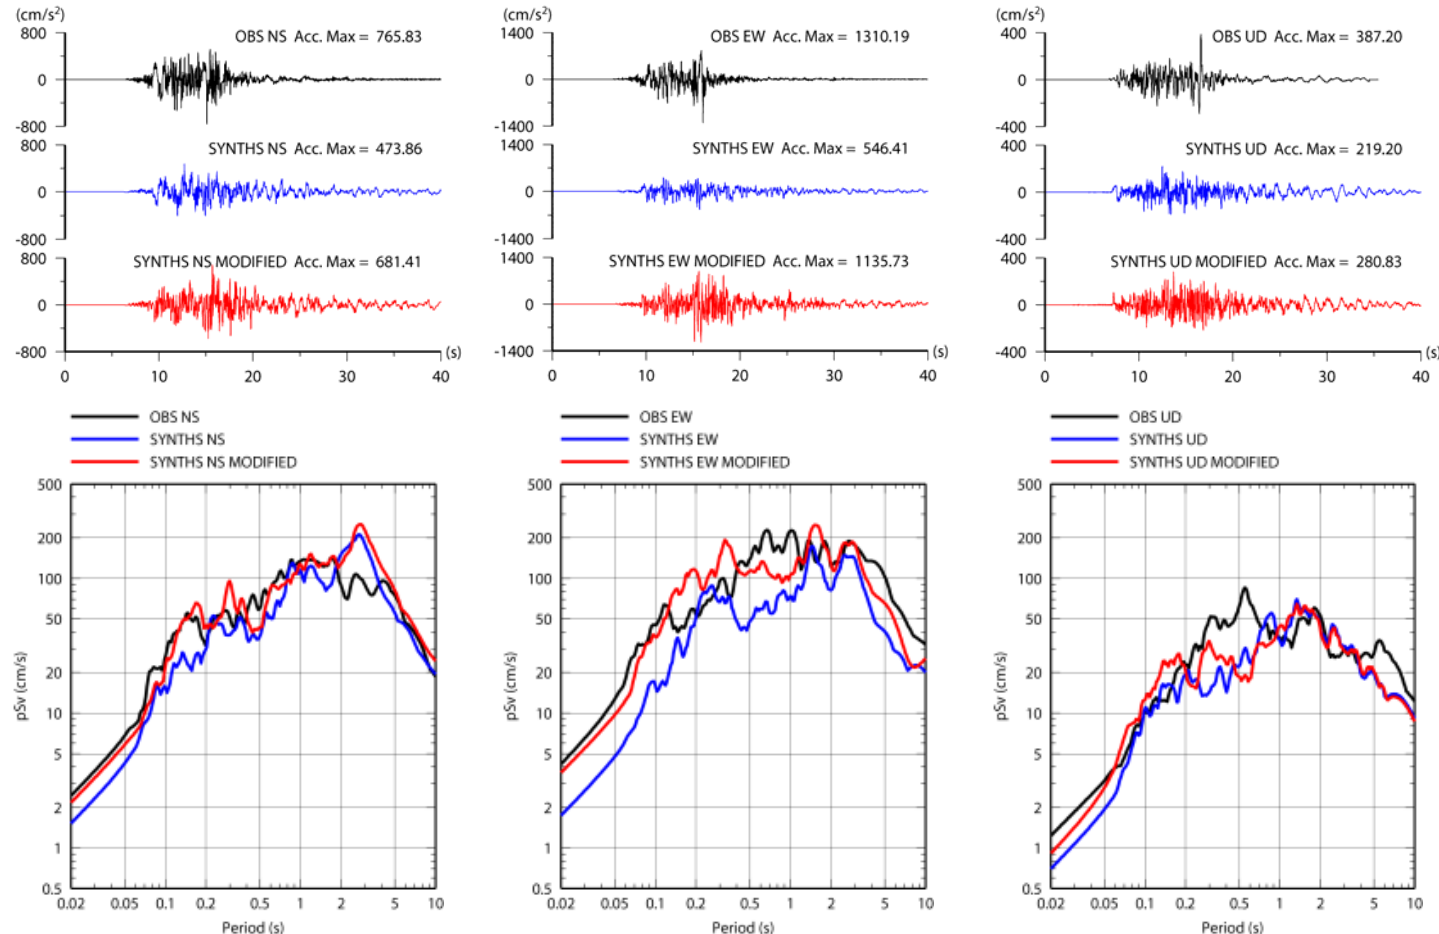 (cm/s²) (cm/s²) (cm/s²)
800 OBS NS Acc. Max = 765.83 1400 OBS EW Acc. Max = 1310.19 400 OBS UD Acc. Max = 387.20
0 0 0
-800 -1400 -400
800 SYNTHS NS Acc. Max = 473.86 1400 SYNTHS EW Acc. Max = 546.41 400 SYNTHS UD Acc. Max = 219.20
0 0 0
-800 -1400 -400
800 SYNTHS NS MODIFIED Acc. Max = 681.41 1400 SYNTHS EW MODIFIED Acc. Max = 1135.73 400 SYNTHS UD MODIFIED Acc. Max = 280.83
0 0 0
-800 (s) -1400 (s) -400 (s)
0 10 20 30 40 0 10 20 30 40 0 10 20 30 40
OBS NS OBS EW OBS UD
SYNTHS NS SYNTHS EW SYNTHS UD
SYNTHS NS MODIFIED SYNTHS EW MODIFIED SYNTHS UD MODIFIED
500 500 500
200 200 200
100 100 100
50 50 50
20 20 20
pSv (cm/s) pSv (cm/s) pSv (cm/s)
10 10 10
5 5 5
2 2 2
1 1 1
0.5 0.5 0.5
0.02 0.05 0.1 0.2 0.5 1 2 5 10 0.02 0.05 0.1 0.2 0.5 1 2 5 10 0.02 0.05 0.1 0.2 0.5 1 2 5 10
Period (s) Period (s) Period (s)